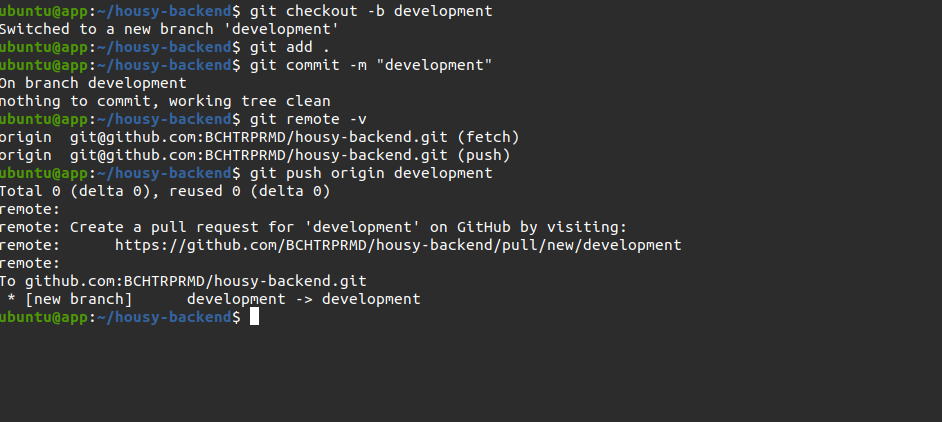 ubuntu@app:~/housy-backend$ git checkout -b development
Switched to a new branch 'development'
ubuntu@app:~/housy-backend$ git add .
ubuntu@app:~/housy-backend$ git commit -m "development"
On branch development
nothing to commit, working tree clean
ubuntu@app:~/housy-backend$ git remote -v
origin  git@github.com:BCHTRPRMD/housy-backend.git (fetch)
origin  git@github.com:BCHTRPRMD/housy-backend.git (push)
ubuntu@app:~/housy-backend$ git push origin development
Total 0 (delta 0), reused 0 (delta 0)
remote:
remote: Create a pull request for 'development' on GitHub by visiting:
remote:      https://github.com/BCHTRPRMD/housy-backend/pull/new/development
remote:
To github.com:BCHTRPRMD/housy-backend.git
 * [new branch]      development -> development
ubuntu@app:~/housy-backend$